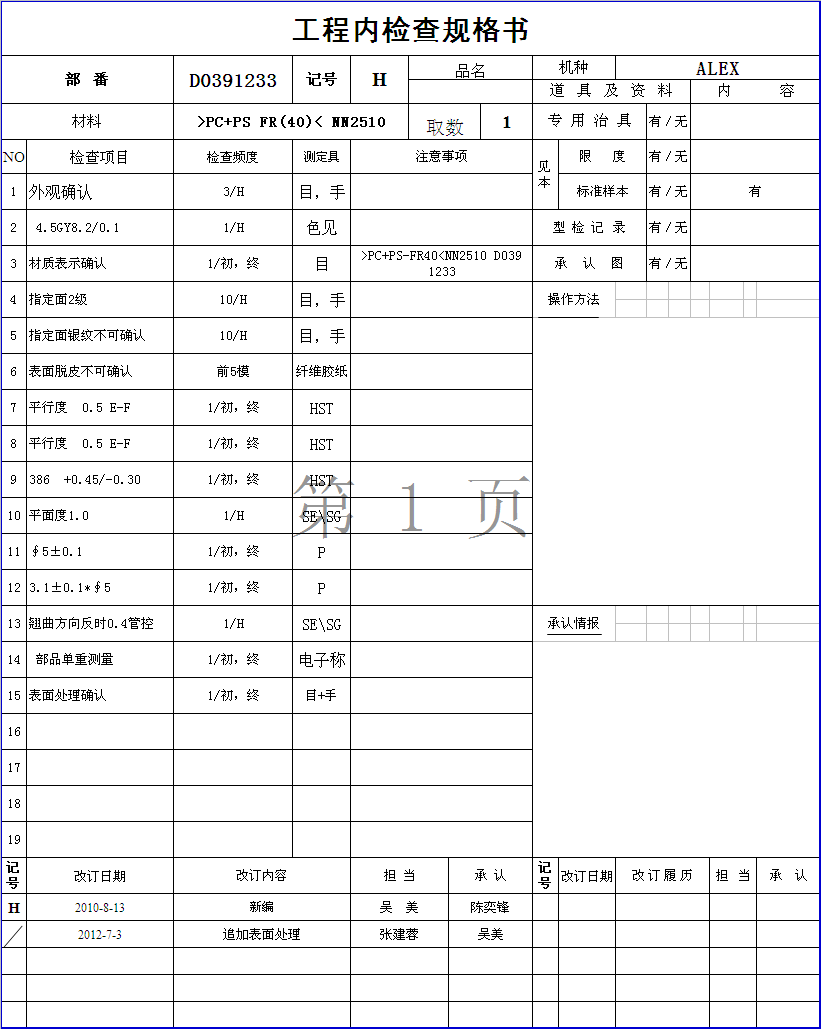 工程内检查规格书
部 番 D0391233 记号 H 品名 机种 ALEX
道 具 及 资 料 内 容
材料 >PC+PS FR(40)< NN2510 取数 1 专 用 治 具 有/无
NO 检查项目 检查频度 测定具 注意事项 见本 限 度 有/无
1 外观确认 3/H 目，手 标准样本 有/无 有
2 4.5GY8.2/0.1 1/H 色见 型 检 记 录 有/无
3 材质表示确认 1/初，终 目 >PC+PS-FR40<NN2510 D039 1233 承 认 图 有/无
4 指定面2级 10/H 目，手 操作方法
5 指定面银纹不可确认 10/H 目，手
6 表面脱皮不可确认 前5模 纤维胶纸
7 平行度 0.5 E-F 1/初，终 HST
8 平行度 0.5 E-F 1/初，终 HST
9 386 +0.45/-0.30 1/初，终 HST
第 1 页
10 平面度1.0 1/H SE\SG
11 ∮5±0.1 1/初，终 P
12 3.1±0.1*∮5 1/初，终 P
13 翘曲方向反时0.4管控 1/H SE\SG 承认情报
14 部品单重测量 1/初，终 电子称
15 表面处理确认 1/初，终 目+手
16
17
18
19
记号 改订日期 改订内容 担 当 承 认 记号 改订日期 改 订 履 历 担 当 承 认
H 2010-8-13 新编 吴 美 陈奕锋
╱ 2012-7-3 追加表面处理 张建蓉 吴美